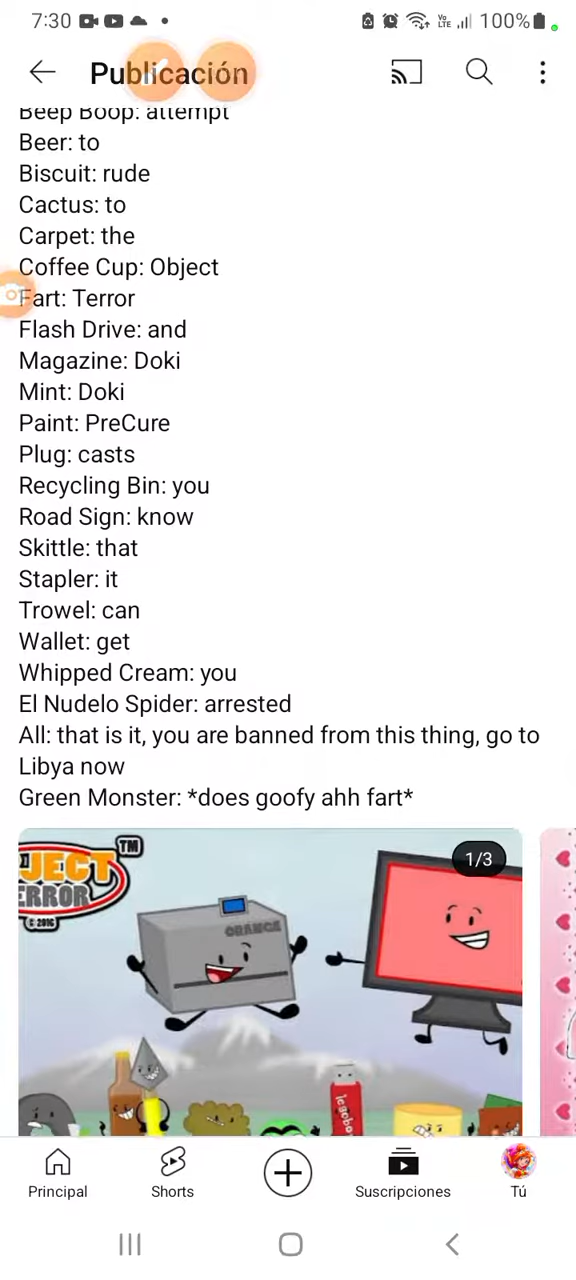 7:30
100%
Publicación
Beep Boop: attempt
Beer: to
Biscuit: rude
Cactus: to
Carpet: the
Coffee Cup: Object
Fart: Terror
Flash Drive: and
Magazine: Doki
Mint: Doki
Paint: PreCure
Plug: casts
Recycling Bin: you
Road Sign: know
Skittle: that
Stapler: it
Trowel: can
Wallet: get
Whipped Cream: you
El Nudelo Spider: arrested
All: that is it, you are banned from this thing, go to
Libya now
Green Monster: *does goofy ahh fart*
1/3
TM
JECT
ERROR
© 2016
ORANGE
Principal
Shorts
Suscripciones
Tú